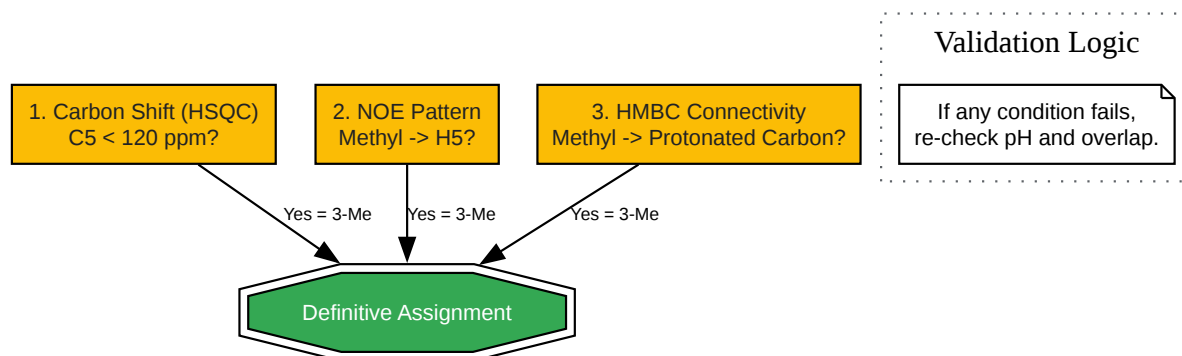 Validation Logic
1. Carbon Shift (HSQC)
C5 < 120 ppm?
2. NOE Pattern
Methyl -> H5?
3. HMBC Connectivity
Methyl -> Protonated Carbon?
If any condition fails,
re-check pH and overlap.
Yes = 3-Me
Yes = 3-Me
Yes = 3-Me
Definitive Assignment